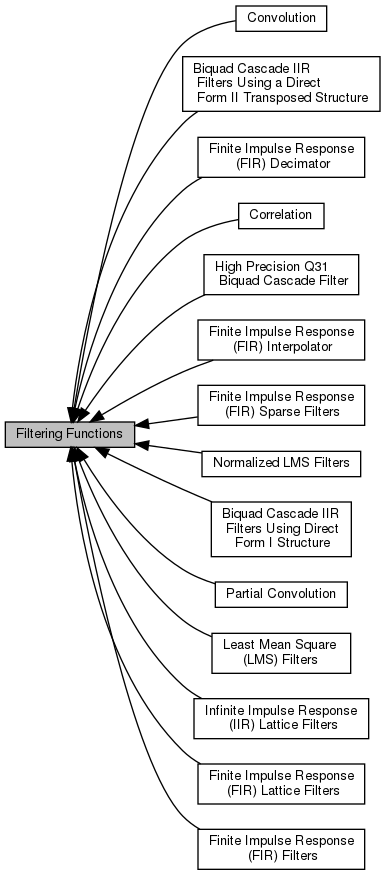 Convolution
Biquad Cascade IIR
Filters Using a Direct
Form II Transposed Structure
Finite Impulse Response
(FIR) Decimator
Correlation
High Precision Q31
Biquad Cascade Filter
Finite Impulse Response
(FIR) Interpolator
Finite Impulse Response
(FIR) Sparse Filters
Filtering Functions
Normalized LMS Filters
Biquad Cascade IIR
Filters Using Direct
Form I Structure
Partial Convolution
Least Mean Square
(LMS) Filters
Infinite Impulse Response
(IIR) Lattice Filters
Finite Impulse Response
(FIR) Lattice Filters
Finite Impulse Response
(FIR) Filters